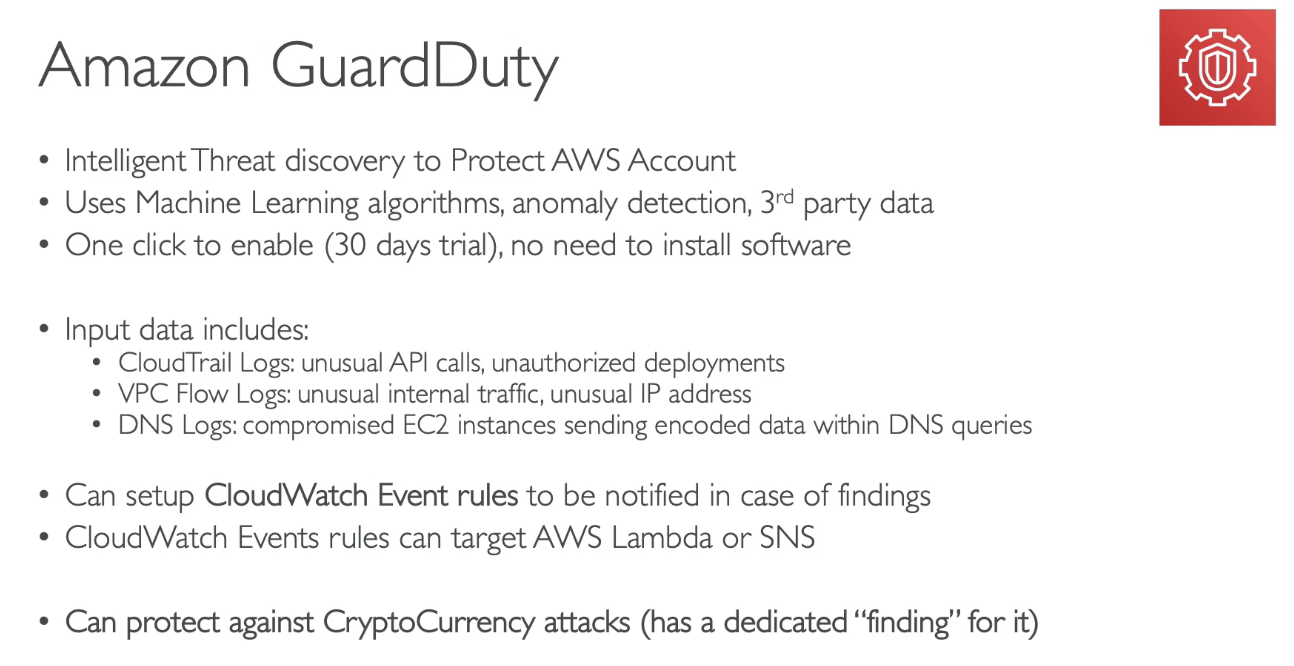 Amazon GuardDuty
• Intelligent Threat discovery to Protect AWS Account
• Uses Machine Learning algorithms, anomaly detection, 3rd party data
• One click to enable (30 days trial), no need to install software
• Input data includes:
• CloudTrail Logs: unusual API calls, unauthorized deployments
• VPC Flow Logs: unusual internal traffic, unusual IP address
• DNS Logs: compromised EC2 instances sending encoded data within DNS queries
• Can setup CloudWatch Event rules to be notified in case of findings
• CloudWatch Events rules can target AWS Lambda or SNS
• Can protect against CryptoCurrency attacks (has a dedicated “finding” for it)